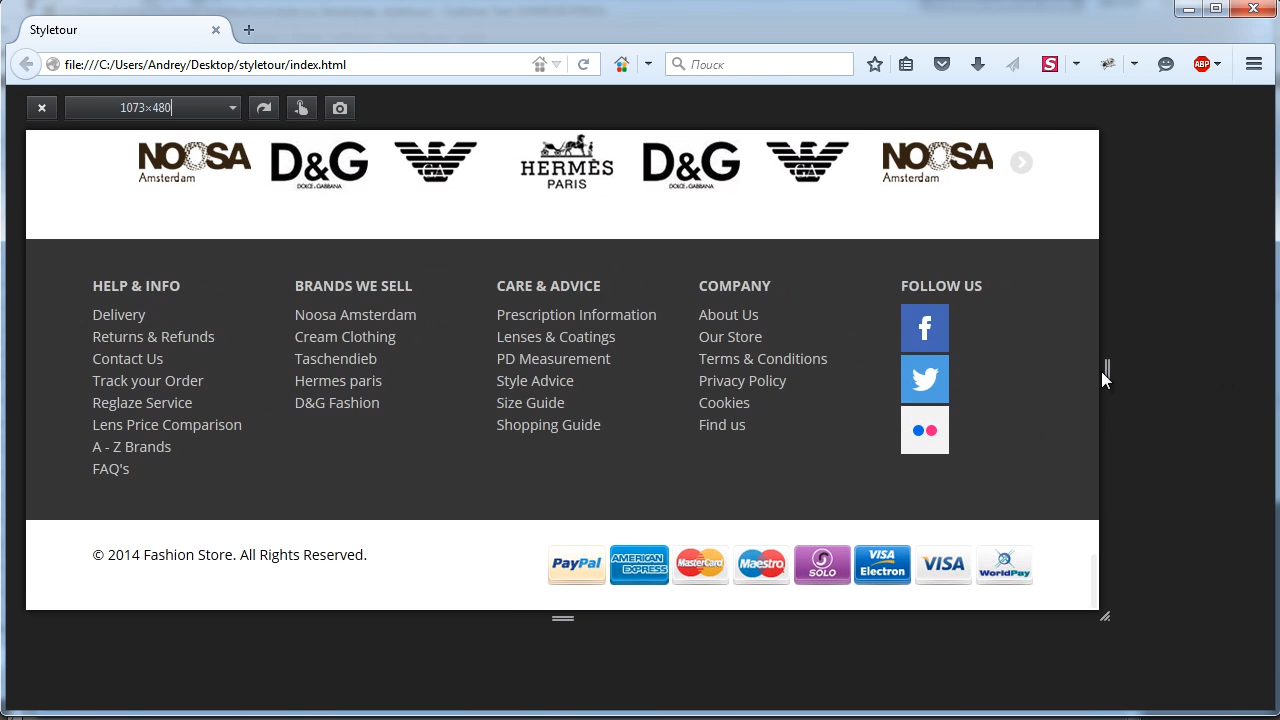 Styletour
file:///C:/Users/Andrey/Desktop/styletour/index.html
Поиск
S
ABP
1073×480
NOOSA Amsterdam
D&G DOLCE & GABBANA
GA
HERMÈS PARIS
D&G DOLCE & GABBANA
GA
NOOSA Amsterdam
HELP & INFO
Delivery
Returns & Refunds
Contact Us
Track your Order
Reglaze Service
Lens Price Comparison
A - Z Brands
FAQ's
BRANDS WE SELL
Noosa Amsterdam
Cream Clothing
Taschendieb
Hermes paris
D&G Fashion
CARE & ADVICE
Prescription Information
Lenses & Coatings
PD Measurement
Style Advice
Size Guide
Shopping Guide
COMPANY
About Us
Our Store
Terms & Conditions
Privacy Policy
Cookies
Find us
FOLLOW US
f
© 2014 Fashion Store. All Rights Reserved.
PayPal
AMERICAN EXPRESS
MasterCard
Maestro
SOLO
VISA Electron
VISA
WorldPay